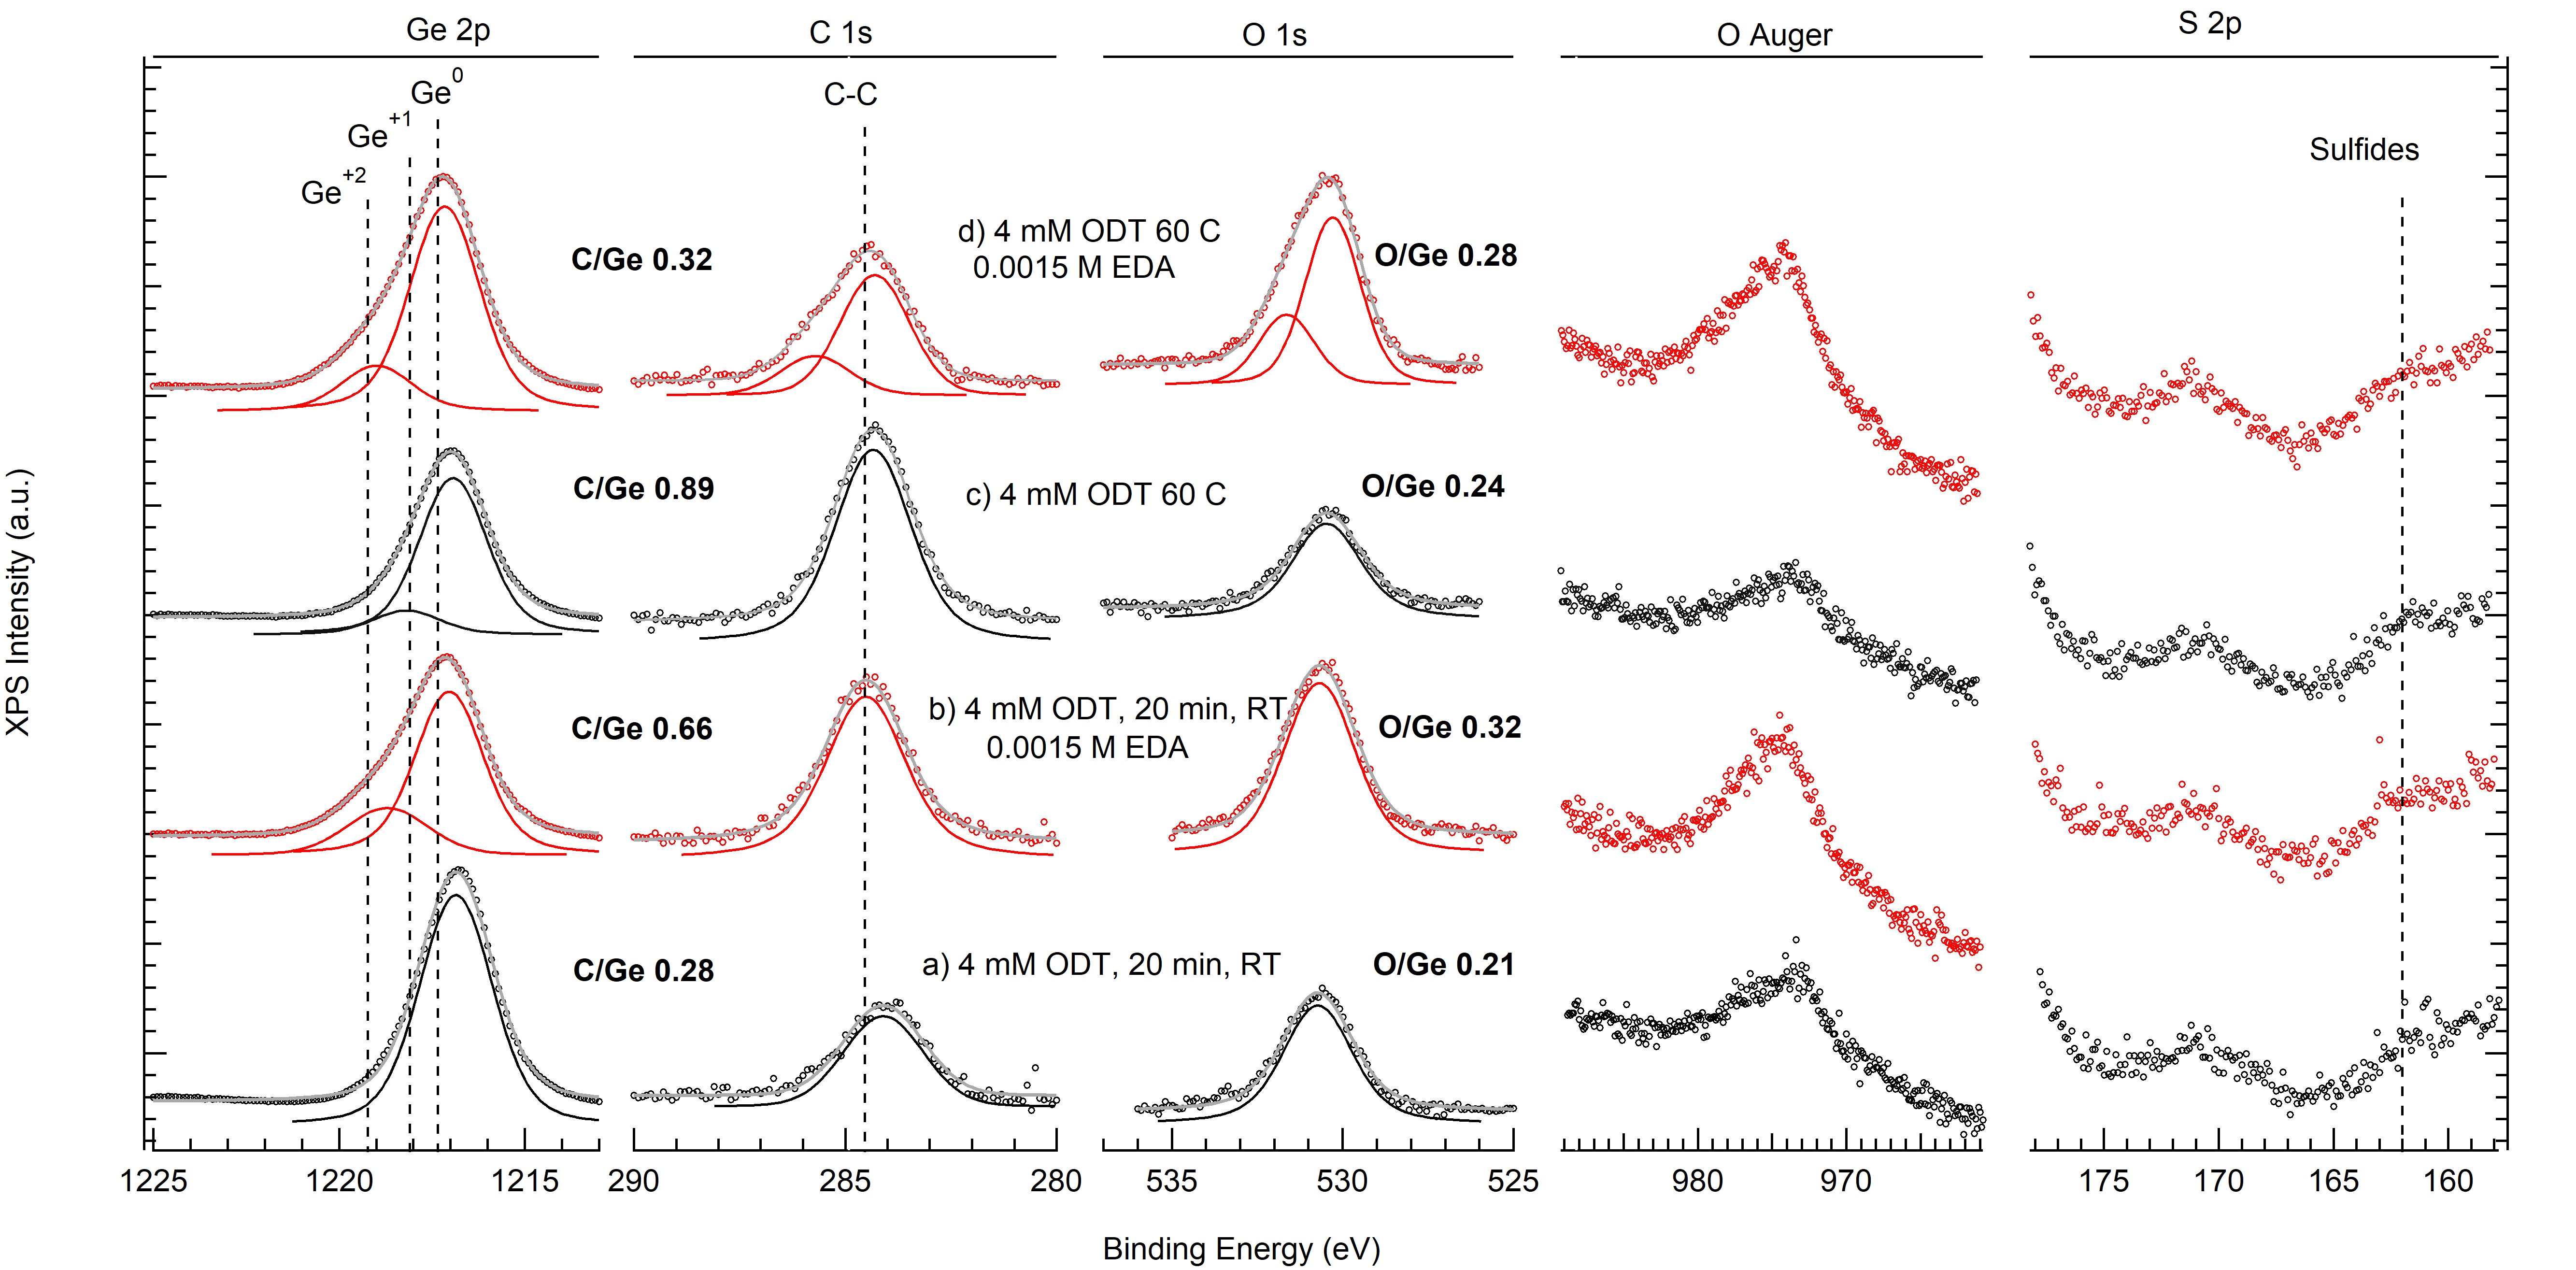 Ge 2p
C 1s
O 1s
O Auger
S 2p
Ge0
C-C
Ge+1
Sulfides
Ge+2
C/Ge 0.32
d) 4 mM ODT 60 C
0.0015 M EDA
O/Ge 0.28
C/Ge 0.89
c) 4 mM ODT 60 C
O/Ge 0.24
C/Ge 0.66
b) 4 mM ODT, 20 min, RT,
0.0015 M EDA
O/Ge 0.32
C/Ge 0.28
a) 4 mM ODT, 20 min, RT
O/Ge 0.21
XPS Intensity (a.u.)
1225 1220 1215 290 285 280 535 530 525 980 970 175 170 165 160
Binding Energy (eV)